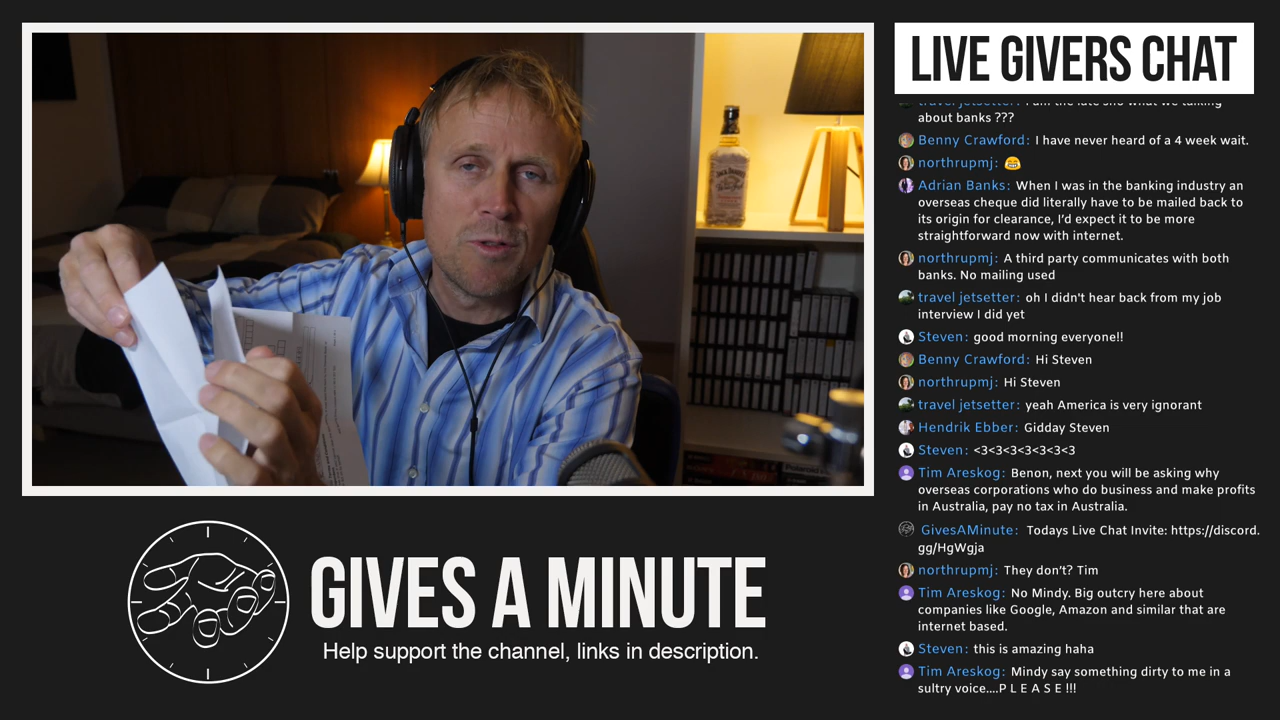 LIVE GIVERS CHAT
about banks ???
Benny Crawford: I have never heard of a 4 week wait.
northrupmj: 😁
Adrian Banks: When I was in the banking industry an
overseas cheque did literally have to be mailed back to
its origin for clearance, I'd expect it to be more
straightforward now with internet.
northrupmj: A third party communicates with both
banks. No mailing used
travel jetsetter: oh I didn't hear back from my job
interview I did yet
Steven: good morning everyone!!
Benny Crawford: Hi Steven
northrupmj: Hi Steven
travel jetsetter: yeah America is very ignorant
Hendrik Ebber: Gidday Steven
Steven: <3<3<3<3<3<3<3
Tim Areskog: Benon, next you will be asking why
overseas corporations who do business and make profits
in Australia, pay no tax in Australia.
GivesAMinute: Todays Live Chat Invite: https://discord.
gg/HgWgja
northrupmj: They don't? Tim
Tim Areskog: No Mindy. Big outcry here about
companies like Google, Amazon and similar that are
internet based.
Steven: this is amazing haha
Tim Areskog: Mindy say something dirty to me in a
sultry voice....P L E A S E !!!
GIVES A MINUTE
Help support the channel, links in description.